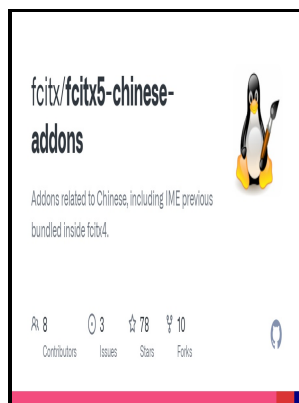 fcitx/fcitx5-chinese-
addons
Addons related to Chinese, including IME previous
bundled inside fcitx4.
8 3 78 10
Contributors Issues Stars Forks